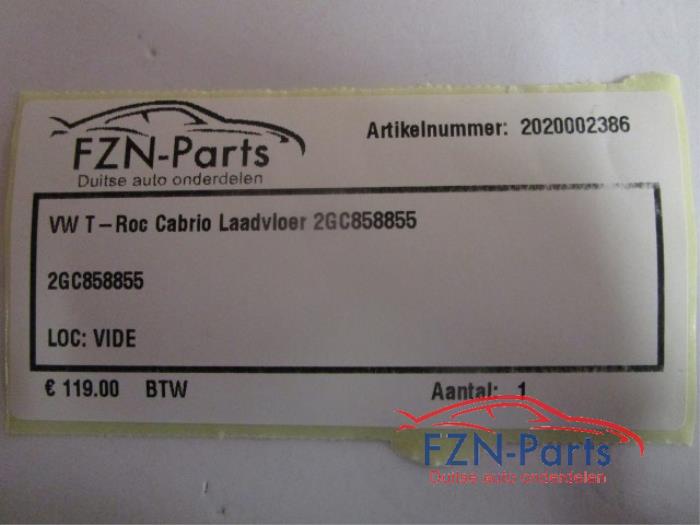 FZN-Parts
Duitse auto onderdelen
Artikelnummer: 2020002386
VW T-Roc Cabrio Laadvloer 2GC858855
2GC858855
LOC: VIDE
€ 119.00 BTW
Aantal: 1
FZN-Parts
Duitse auto onderdelen